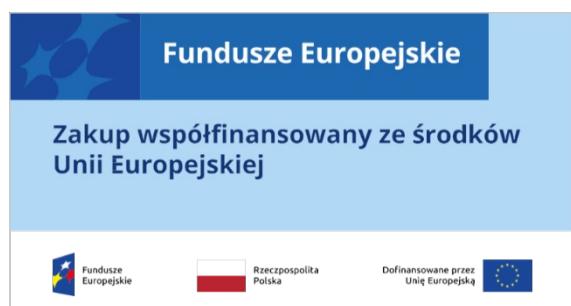 Fundusze Europejskie
Zakup współfinansowany ze środków
Unii Europejskiej
Fundusze
Europejskie
Rzeczpospolita
Polska
Dofinansowane przez
Unię Europejską